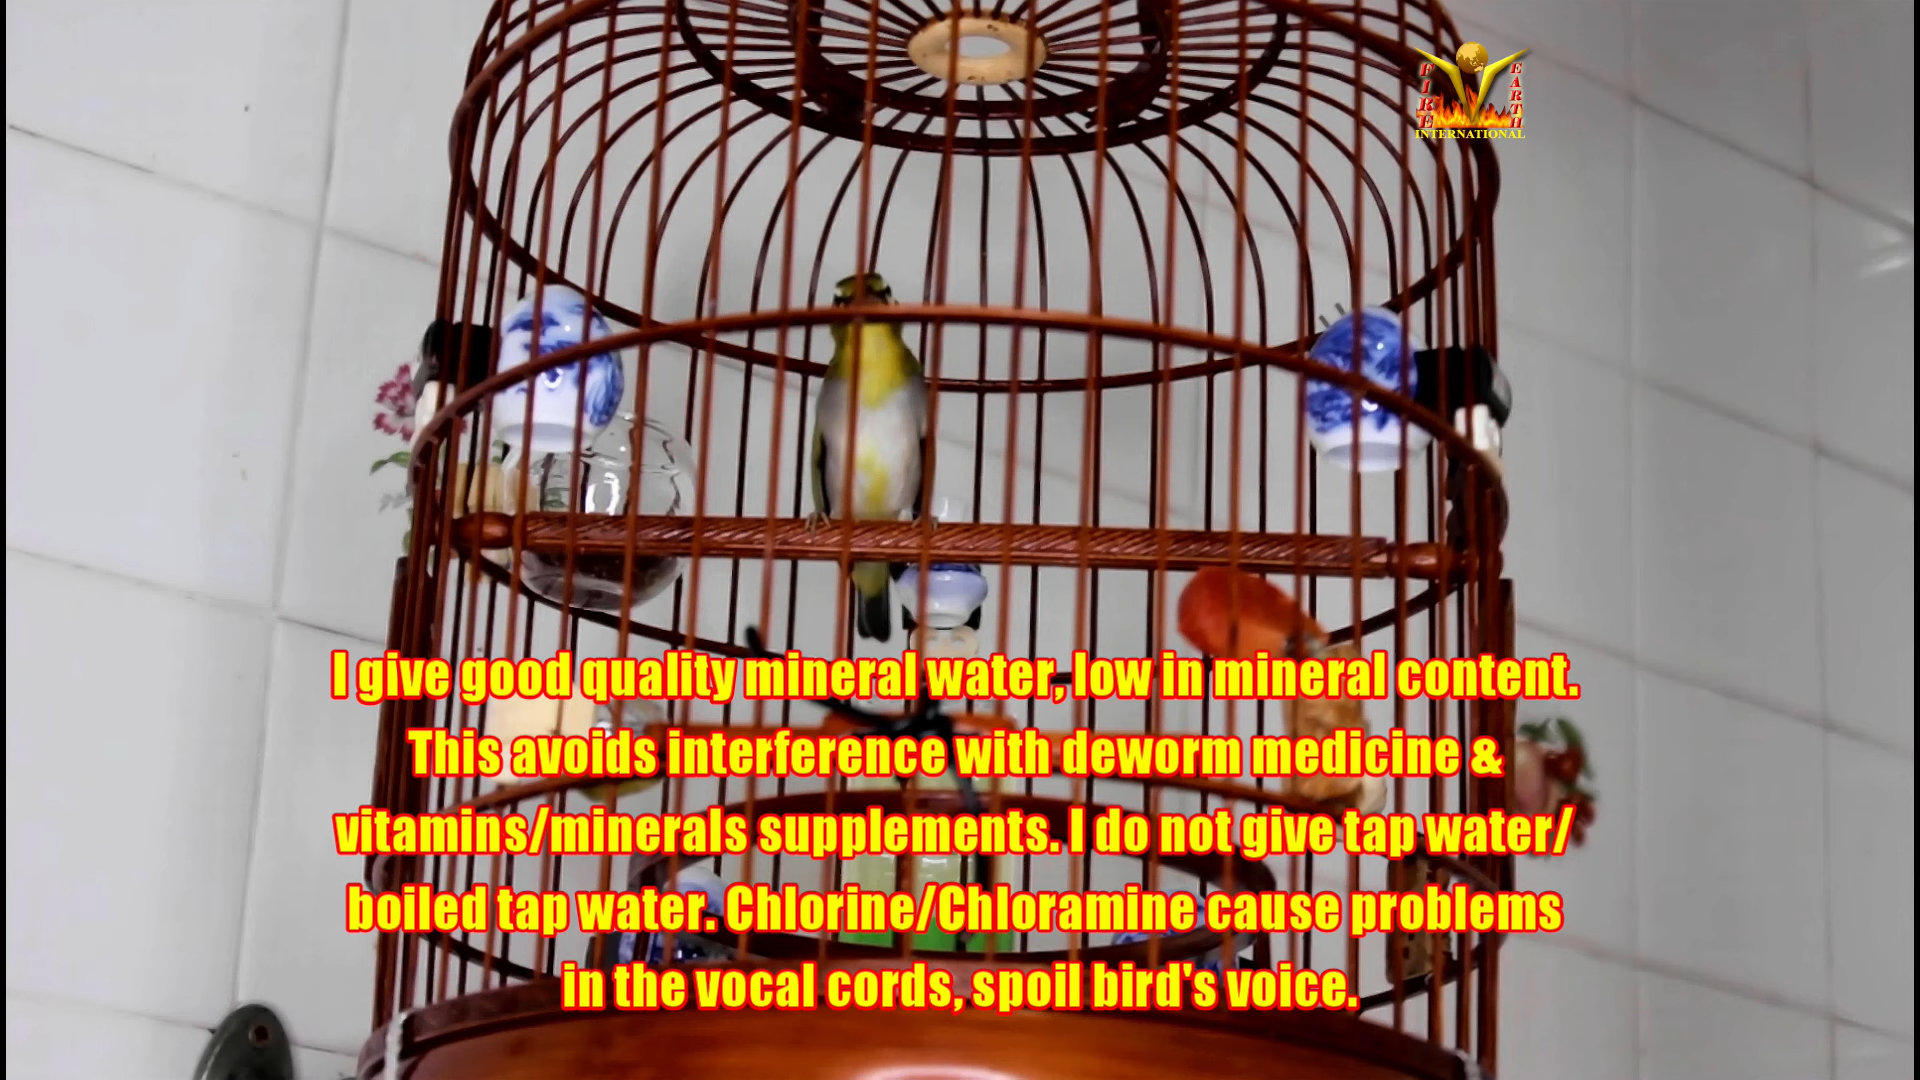 FIRE EARTH
INTERNATIONAL
I give good quality mineral water, low in mineral content.
This avoids interference with deworm medicine &
vitamins/minerals supplements. I do not give tap water/
boiled tap water. Chlorine/Chloramine cause problems
in the vocal cords, spoil bird's voice.